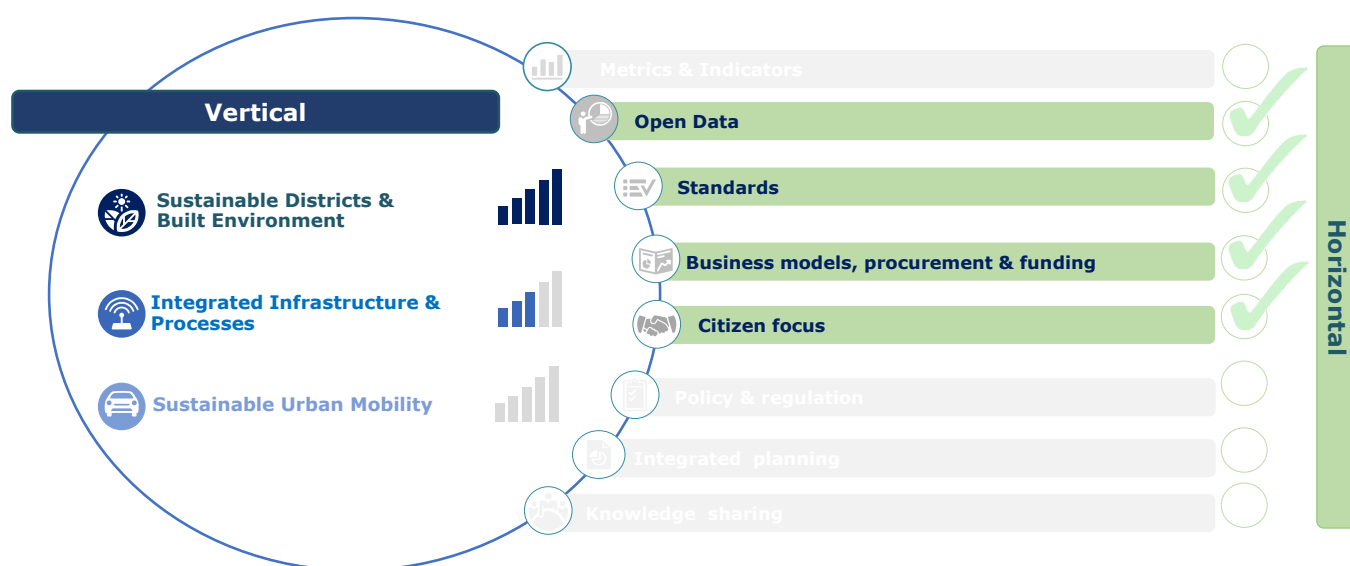 Vertical
Sustainable Districts &
Built Environment
Integrated Infrastructure &
Processes
Sustainable Urban Mobility
Metrics & Indicators
Open Data
Standards
Business models, procurement & funding
Citizen focus
Policy & regulation
Integrated planning
Knowledge sharing
Horizontal